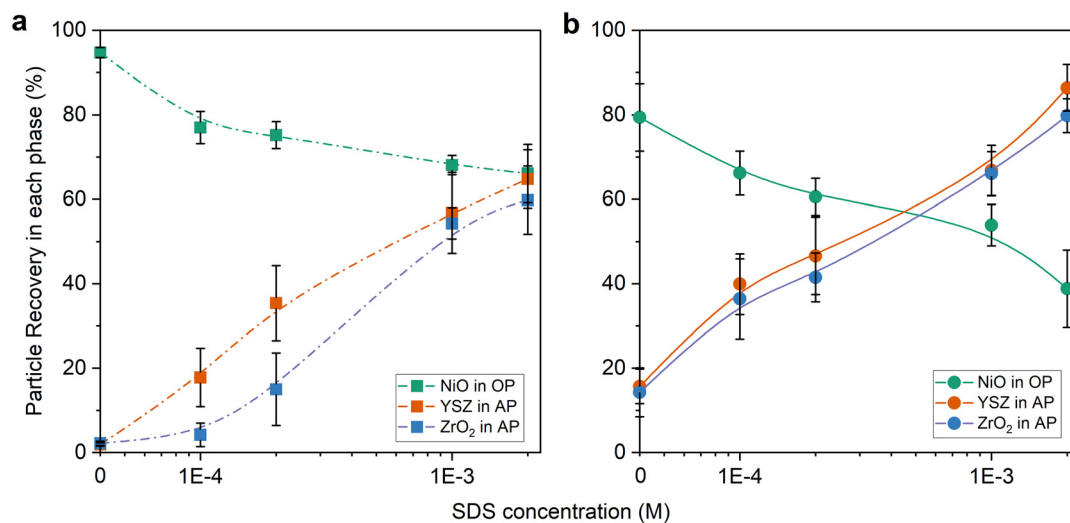 a
b
Particle Recovery in each phase (%)
100
80
60
40
20
0
NiO in OP
YSZ in AP
ZrO₂ in AP
0
1E-4
1E-3
100
80
60
40
20
0
NiO in OP
YSZ in AP
ZrO₂ in AP
0
1E-4
1E-3
SDS concentration (M)